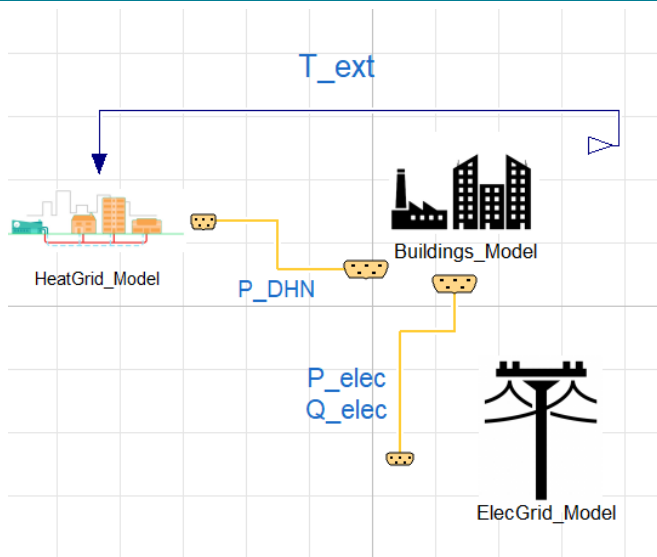 T_ext
Buildings_Model
HeatGrid_Model
P_DHN
P_elec
Q_elec
ElecGrid_Model